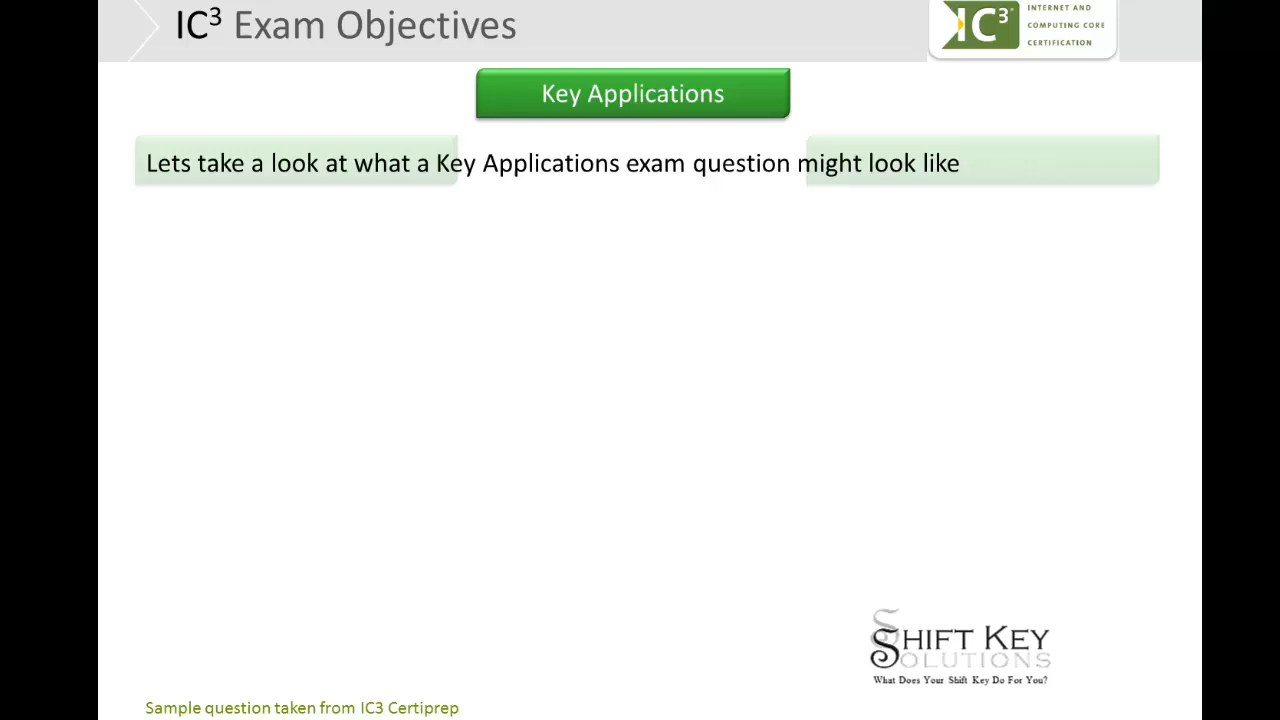 IC³ Exam Objectives
IC³®
INTERNET AND
COMPUTING CORE
CERTIFICATION
Key Applications
Lets take a look at what a Key Applications exam question might look like
SHIFT KEY
SOLUTIONS
What Does Your Shift Key Do For You?
Sample question taken from IC3 Certiprep